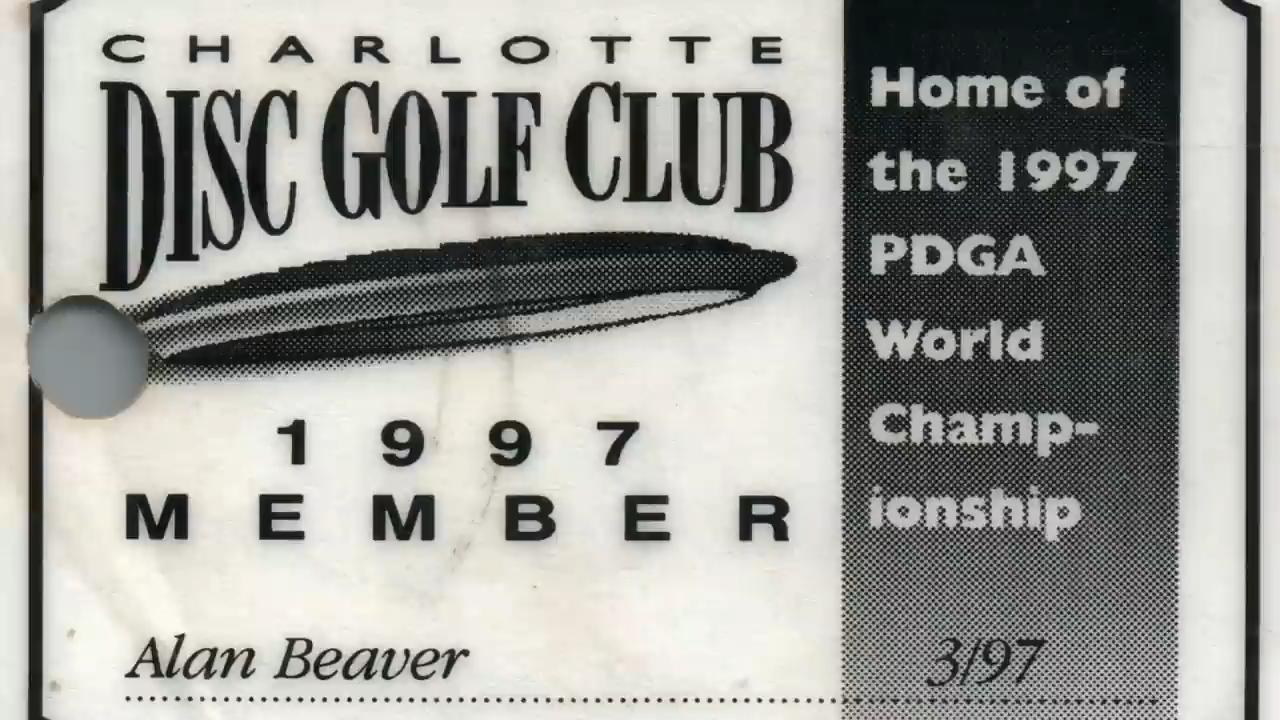 CHARLOTTE
DISC GOLF CLUB
1997
MEMBER
Alan Beaver
Home of
the 1997
PDGA
World
Champ-
ionship
3/97